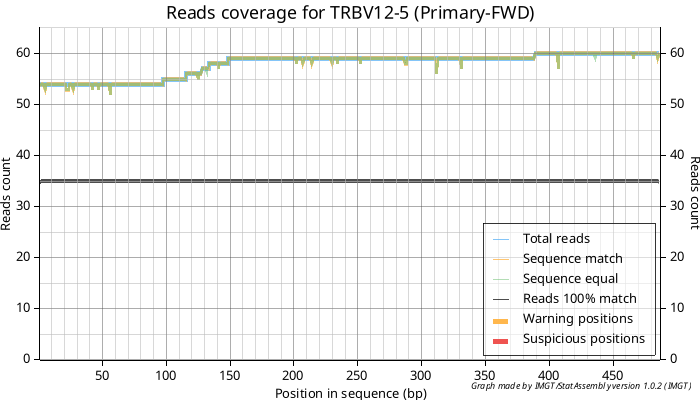 Reads coverage for TRBV12-5 (Primary-FWD)
60
50
40
30
20
10
0
Reads count
60
50
40
30
20
10
0
Reads count
50
100
150
200
250
300
350
400
450
Position in sequence (bp)
Total reads
Sequence match
Sequence equal
Reads 100% match
Warning positions
Suspicious positions
Graph made by IMGT/StatAssembly version 1.0.2 (IMGT)